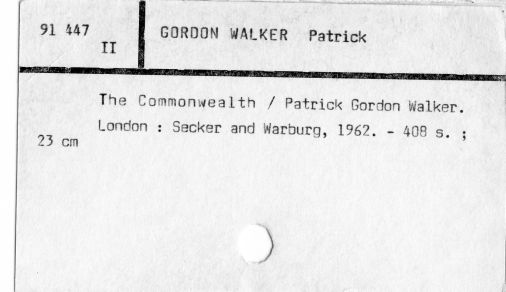 91 447
II
GORDON WALKER Patrick
The Commonwealth / Patrick Gordon Walker.
London : Secker and Warburg, 1962. - 408 s. ;
23 cm